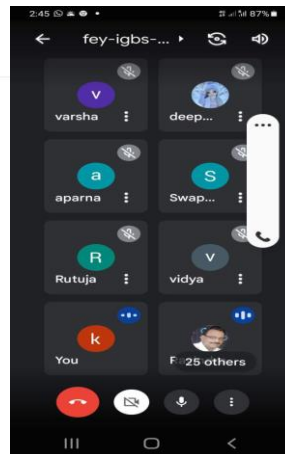 2:45 87%
fey-igbs-...
v
varsha deep...
a S
aparna Swap...
R v
Rutuja vidya
k
You 25 others